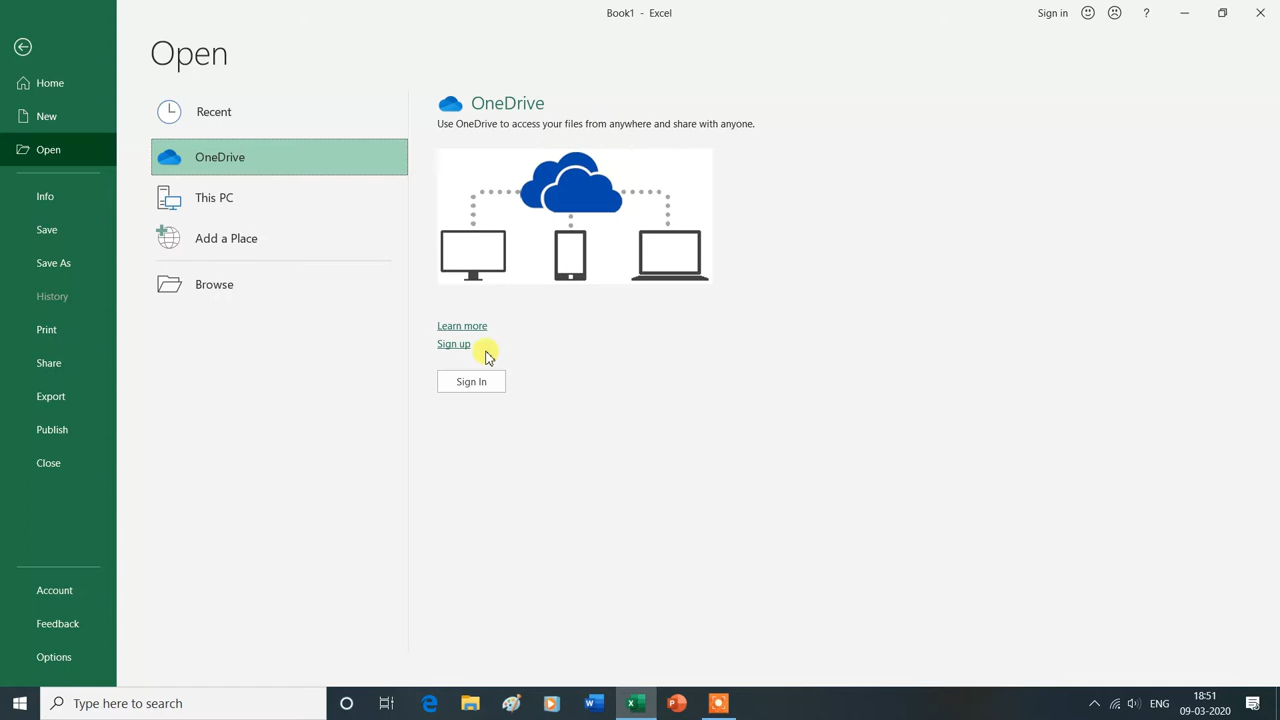 Book1 - Excel
Sign in
?
Home
New
Open
Info
Save
Save As
History
Print
Share
Export
Publish
Close
Account
Feedback
Options
Open
Recent
OneDrive
This PC
Add a Place
Browse
OneDrive
Use OneDrive to access your files from anywhere and share with anyone.
Learn more
Sign up
Sign In
Type here to search
ENG
18:51
09-03-2020